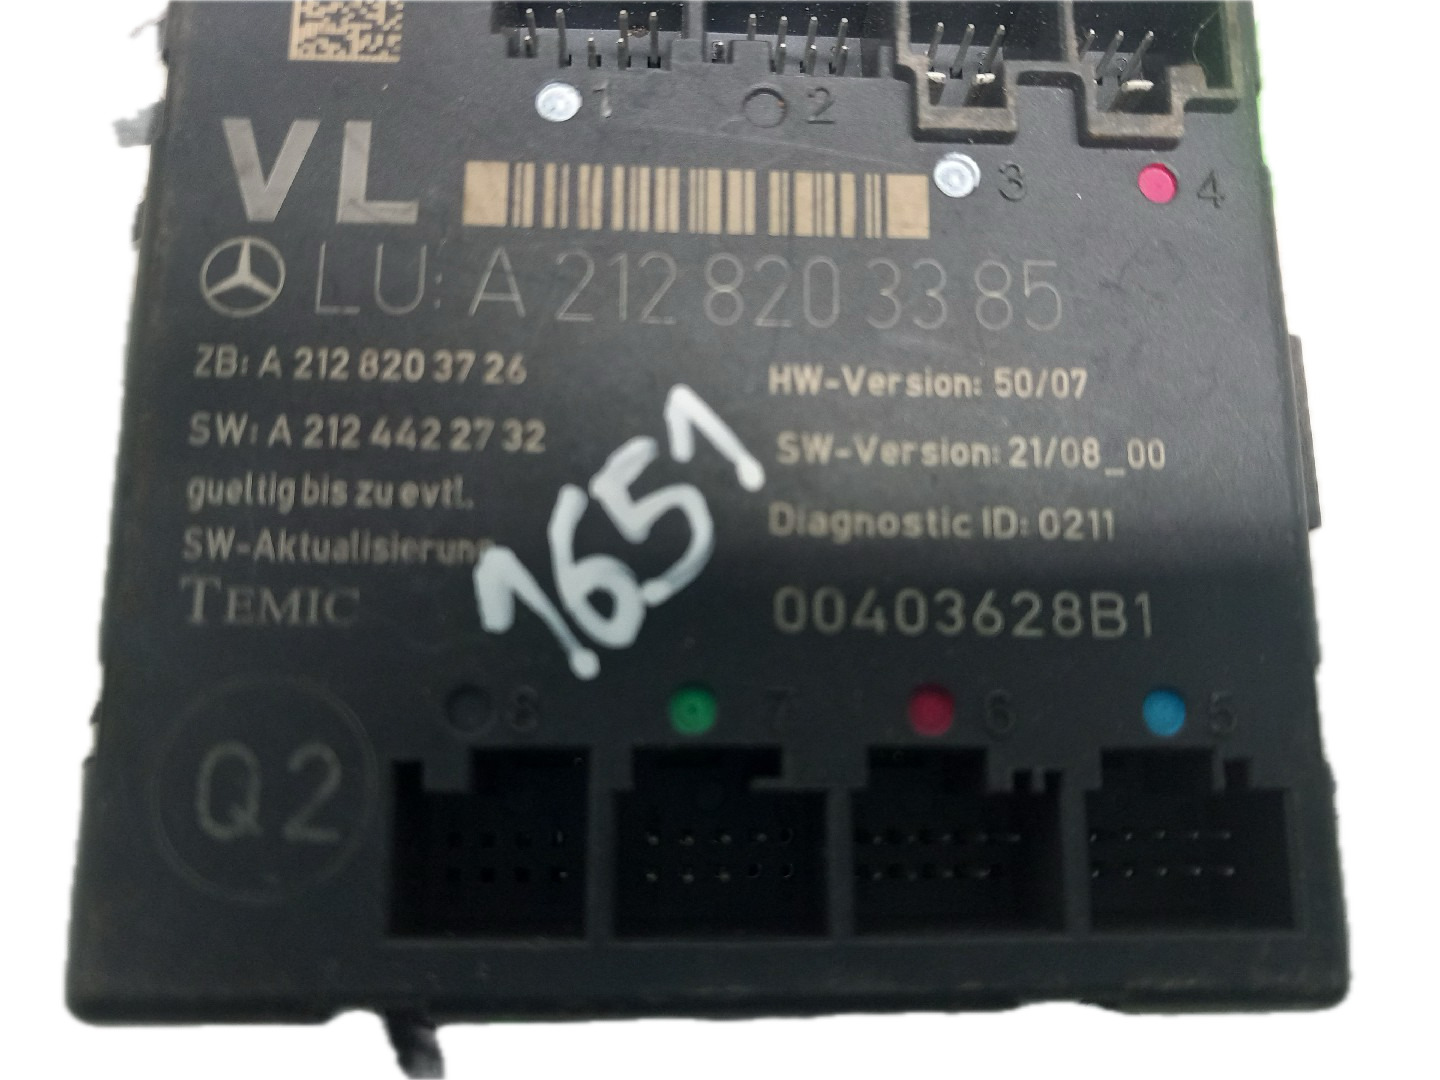 1 2
3 4
VL
LU: A 212 820 33 85
ZB: A 212 820 37 26
HW-Version: 50/07
SW: A 212 442 27 32
SW-Version: 21/08_00
gueltig bis zu evtl.
Diagnostic ID: 0211
SW-Aktualisierung
TEMIC
00403628B1
1651
8 7 6 5
Q2